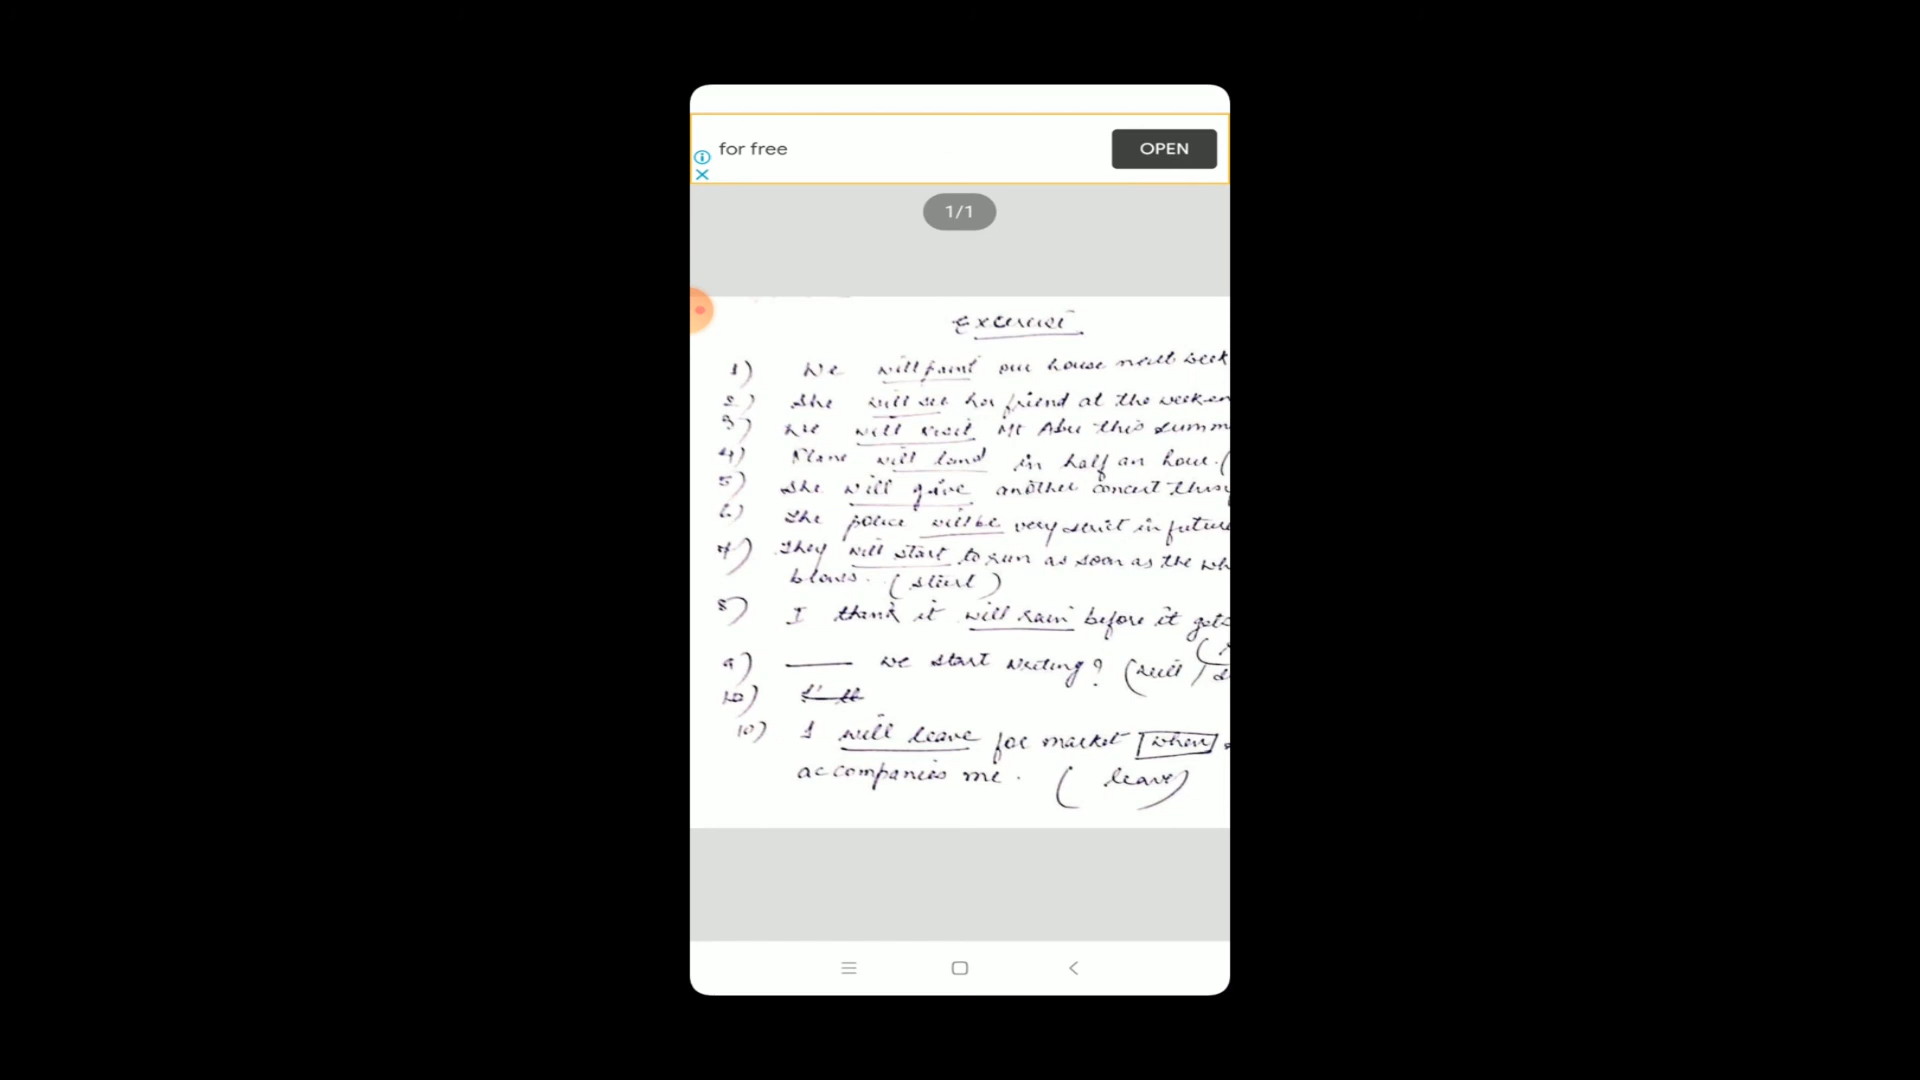 for free
OPEN
1/1
Excercise
1) We will paint our house next week
2) She will see her friend at the weeken
3) We will visit Mt Abu this summ
4) Plane will land in half an hour. (
5) She will give another concert this
6) The police will be very strict in future
7) They will start to run as soon as the wh
blows. (start)
8) I think it will rain before it gets
9) ____ we start writing? (will /
10)
10) I will leave for market when
accompanies me. (leave)